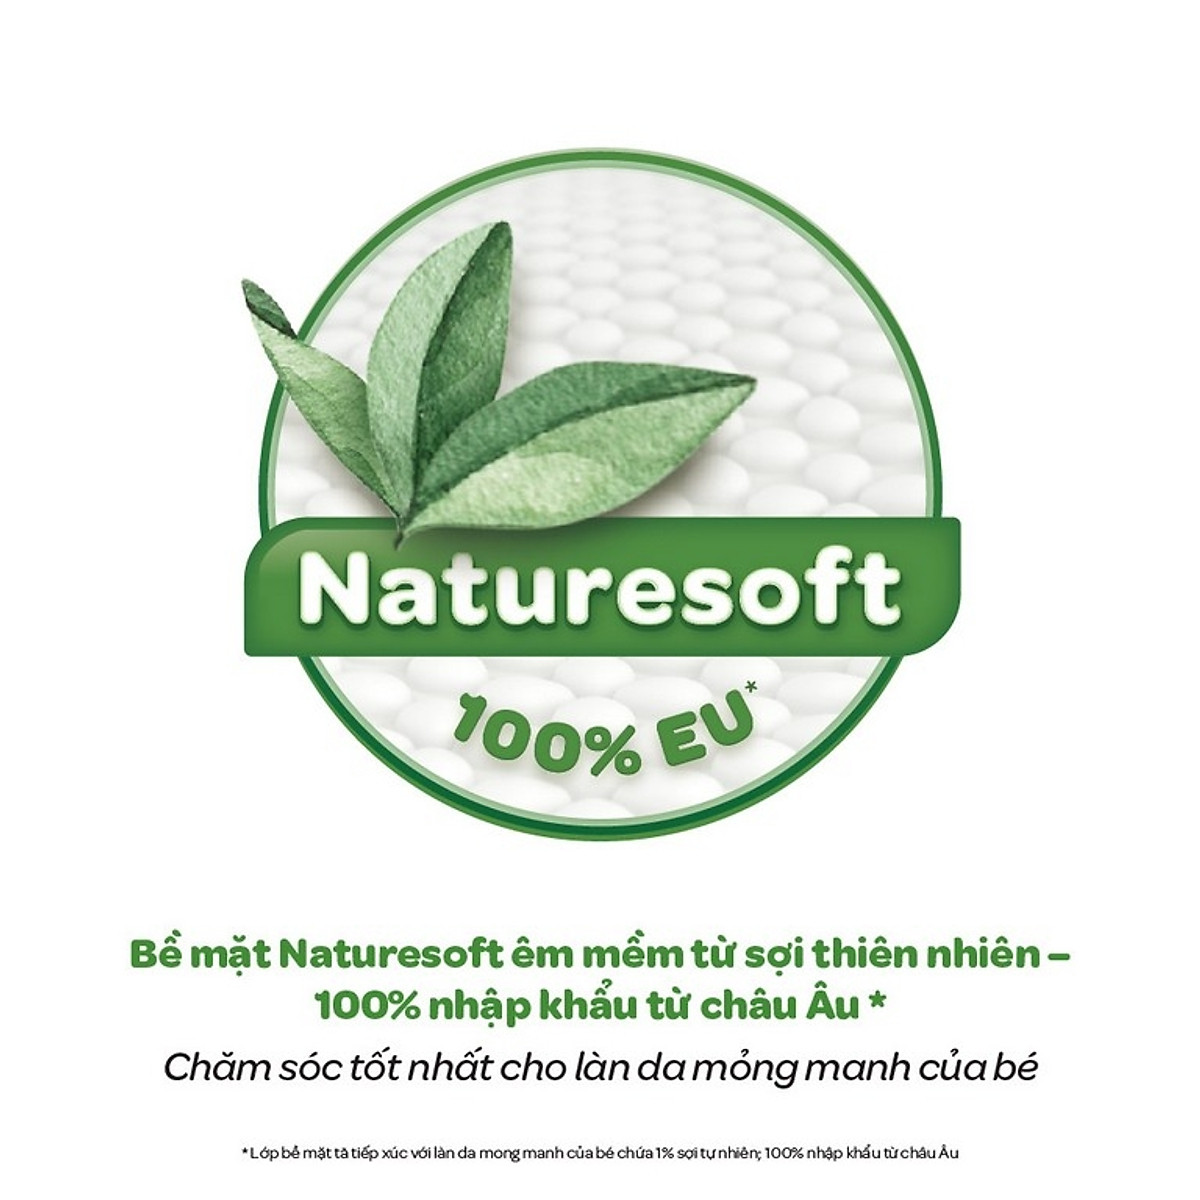 Naturesoft
100% EU*
Bề mặt Naturesoft êm mềm từ sợi thiên nhiên –
100% nhập khẩu từ châu Âu *
Chăm sóc tốt nhất cho làn da mỏng manh của bé
* Lớp bề mặt tã tiếp xúc với làn da mong manh của bé chứa 1% sợi tự nhiên; 100% nhập khẩu từ châu Âu